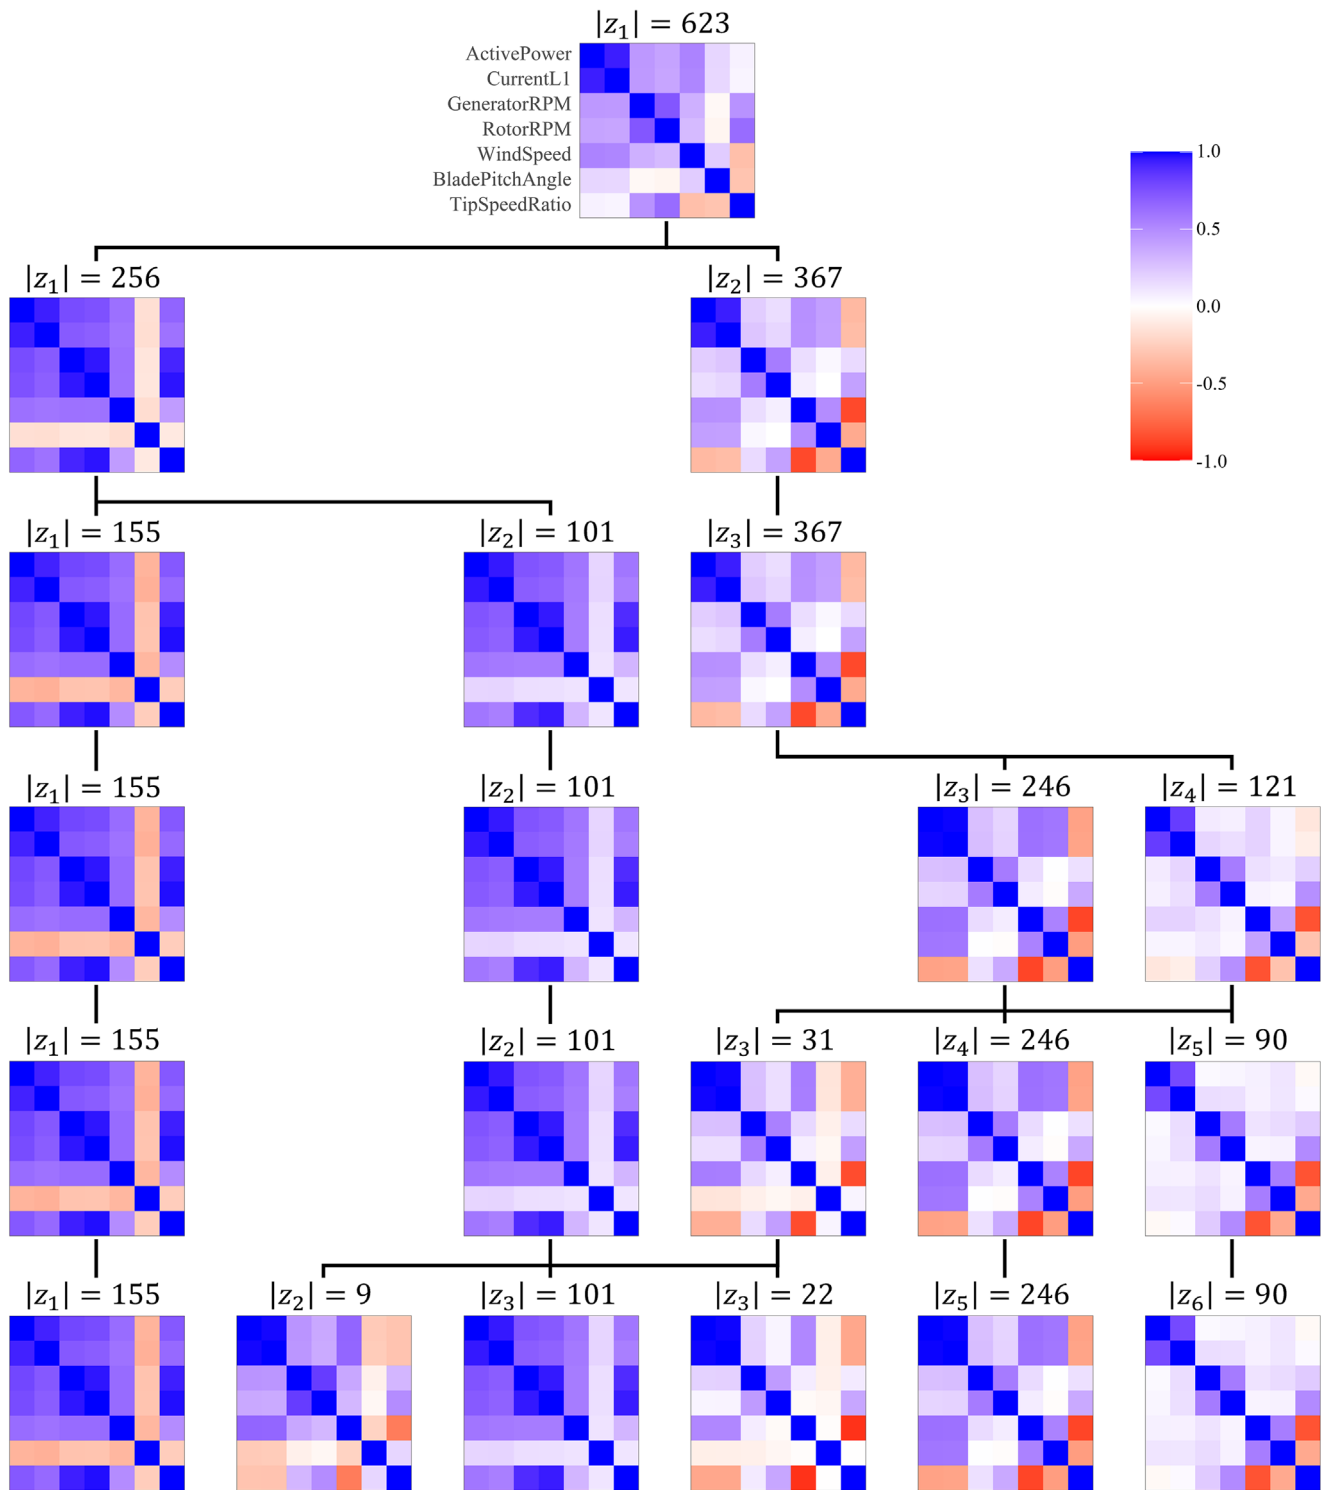 |z₁| = 623
ActivePower
CurrentL1
GeneratorRPM
RotorRPM
WindSpeed
BladePitchAngle
TipSpeedRatio
1.0
0.5
0.0
-0.5
-1.0
|z₁| = 256
|z₂| = 367
|z₁| = 155
|z₂| = 101
|z₃| = 367
|z₁| = 155
|z₂| = 101
|z₃| = 246
|z₄| = 121
|z₁| = 155
|z₂| = 101
|z₃| = 31
|z₄| = 246
|z₅| = 90
|z₁| = 155
|z₂| = 9
|z₃| = 101
|z₃| = 22
|z₅| = 246
|z₆| = 90